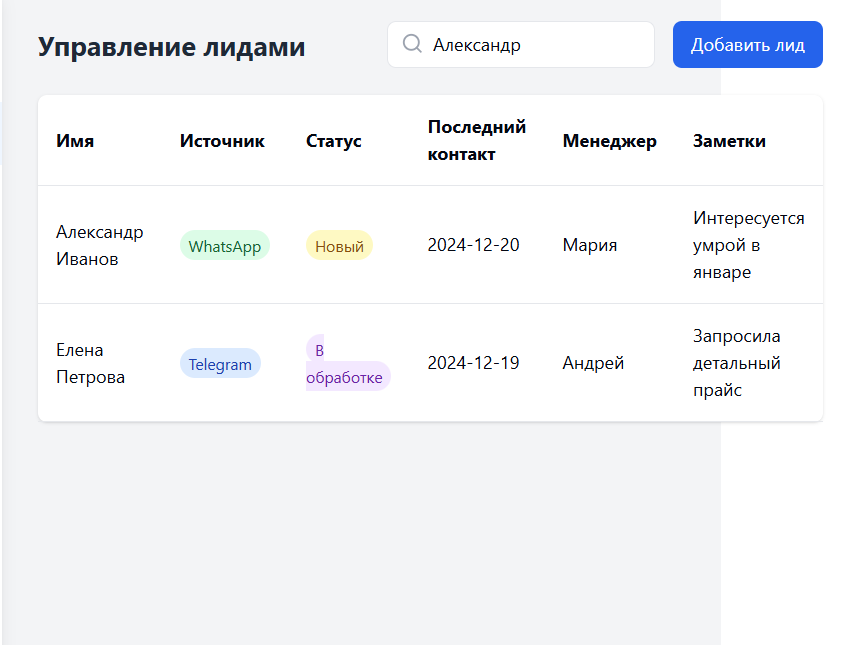 Управление лидами
Александр
Добавить лид
Имя
Источник
Статус
Последний
контакт
Менеджер
Заметки
Александр
Иванов
WhatsApp
Новый
2024-12-20
Мария
Интересуется
умрой в
январе
Елена
Петрова
Telegram
В
обработке
2024-12-19
Андрей
Запросила
детальный
прайс